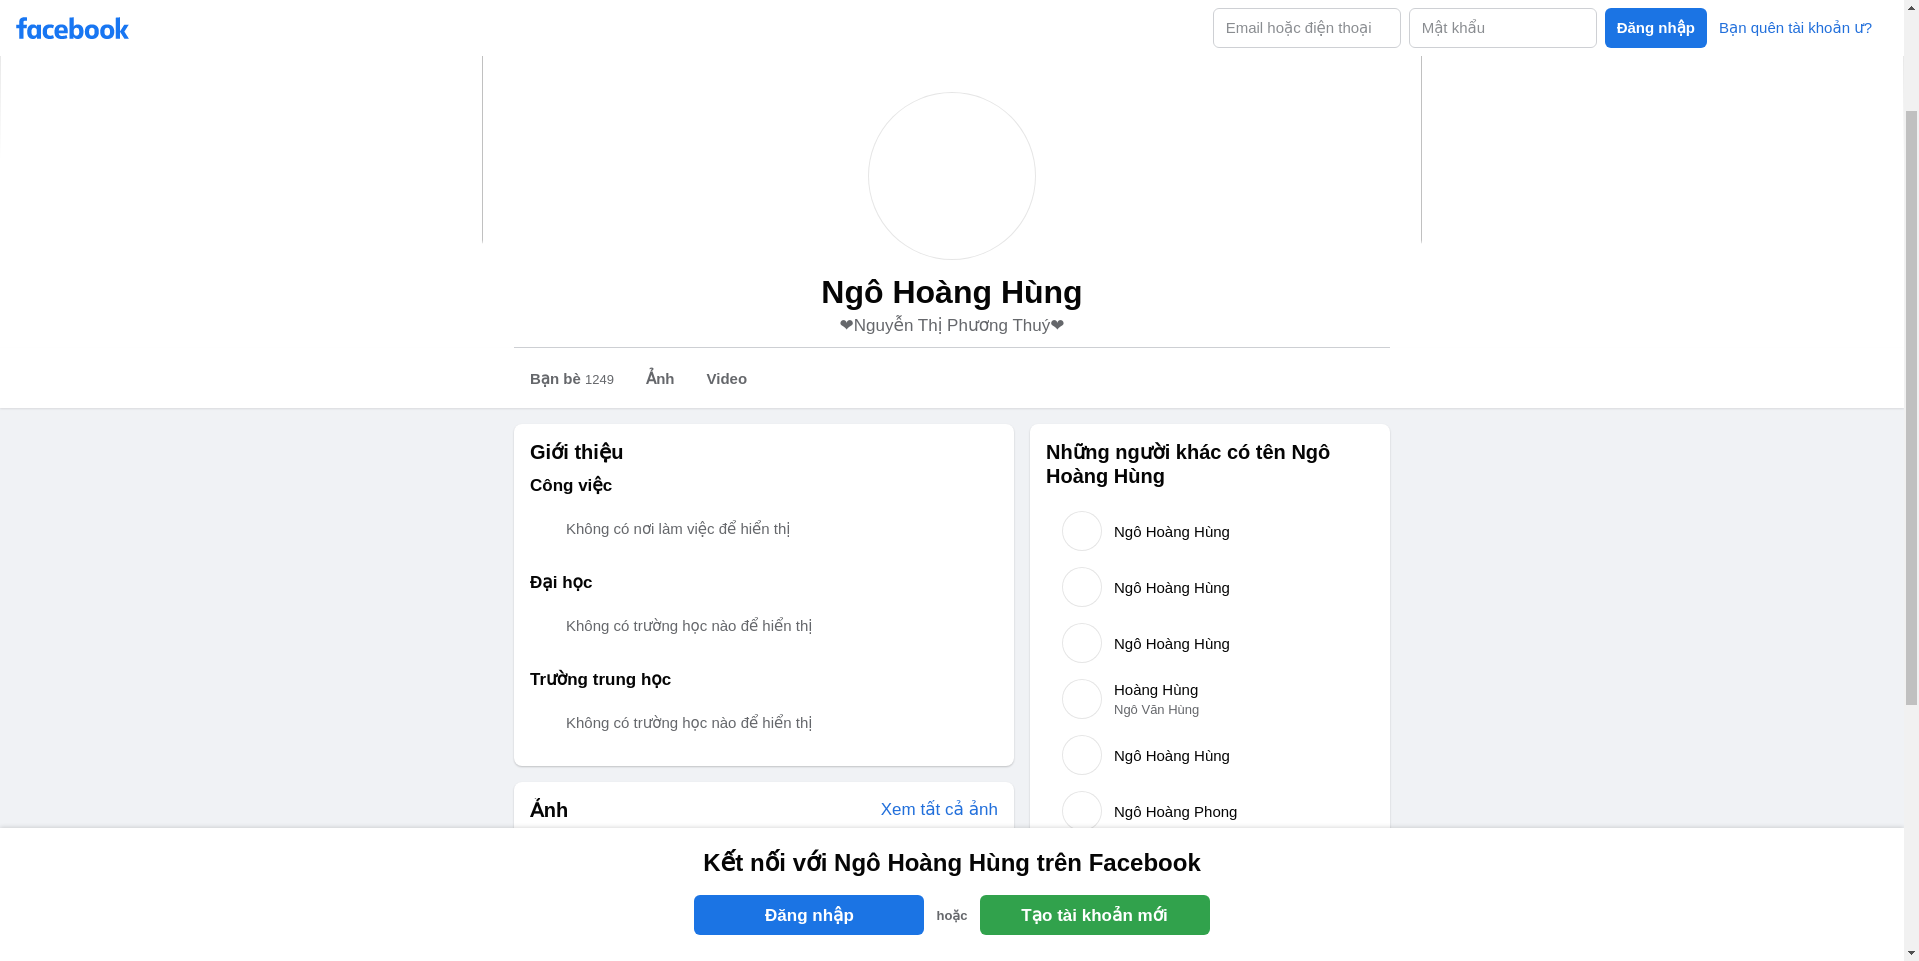 facebook
Email hoặc điện thoại
Mật khẩu
Đăng nhập
Bạn quên tài khoản ư?
Ngô Hoàng Hùng
❤Nguyễn Thị Phương Thuý❤
Bạn bè 1249
Ảnh
Video
Giới thiệu
Công việc
Không có nơi làm việc để hiển thị
Đại học
Không có trường học nào để hiển thị
Trường trung học
Không có trường học nào để hiển thị
Ảnh
Xem tất cả ảnh
Những người khác có tên Ngô
Hoàng Hùng
Ngô Hoàng Hùng
Ngô Hoàng Hùng
Ngô Hoàng Hùng
Hoàng Hùng
Ngô Văn Hùng
Ngô Hoàng Hùng
Ngô Hoàng Phong
Kết nối với Ngô Hoàng Hùng trên Facebook
Đăng nhập
hoặc
Tạo tài khoản mới